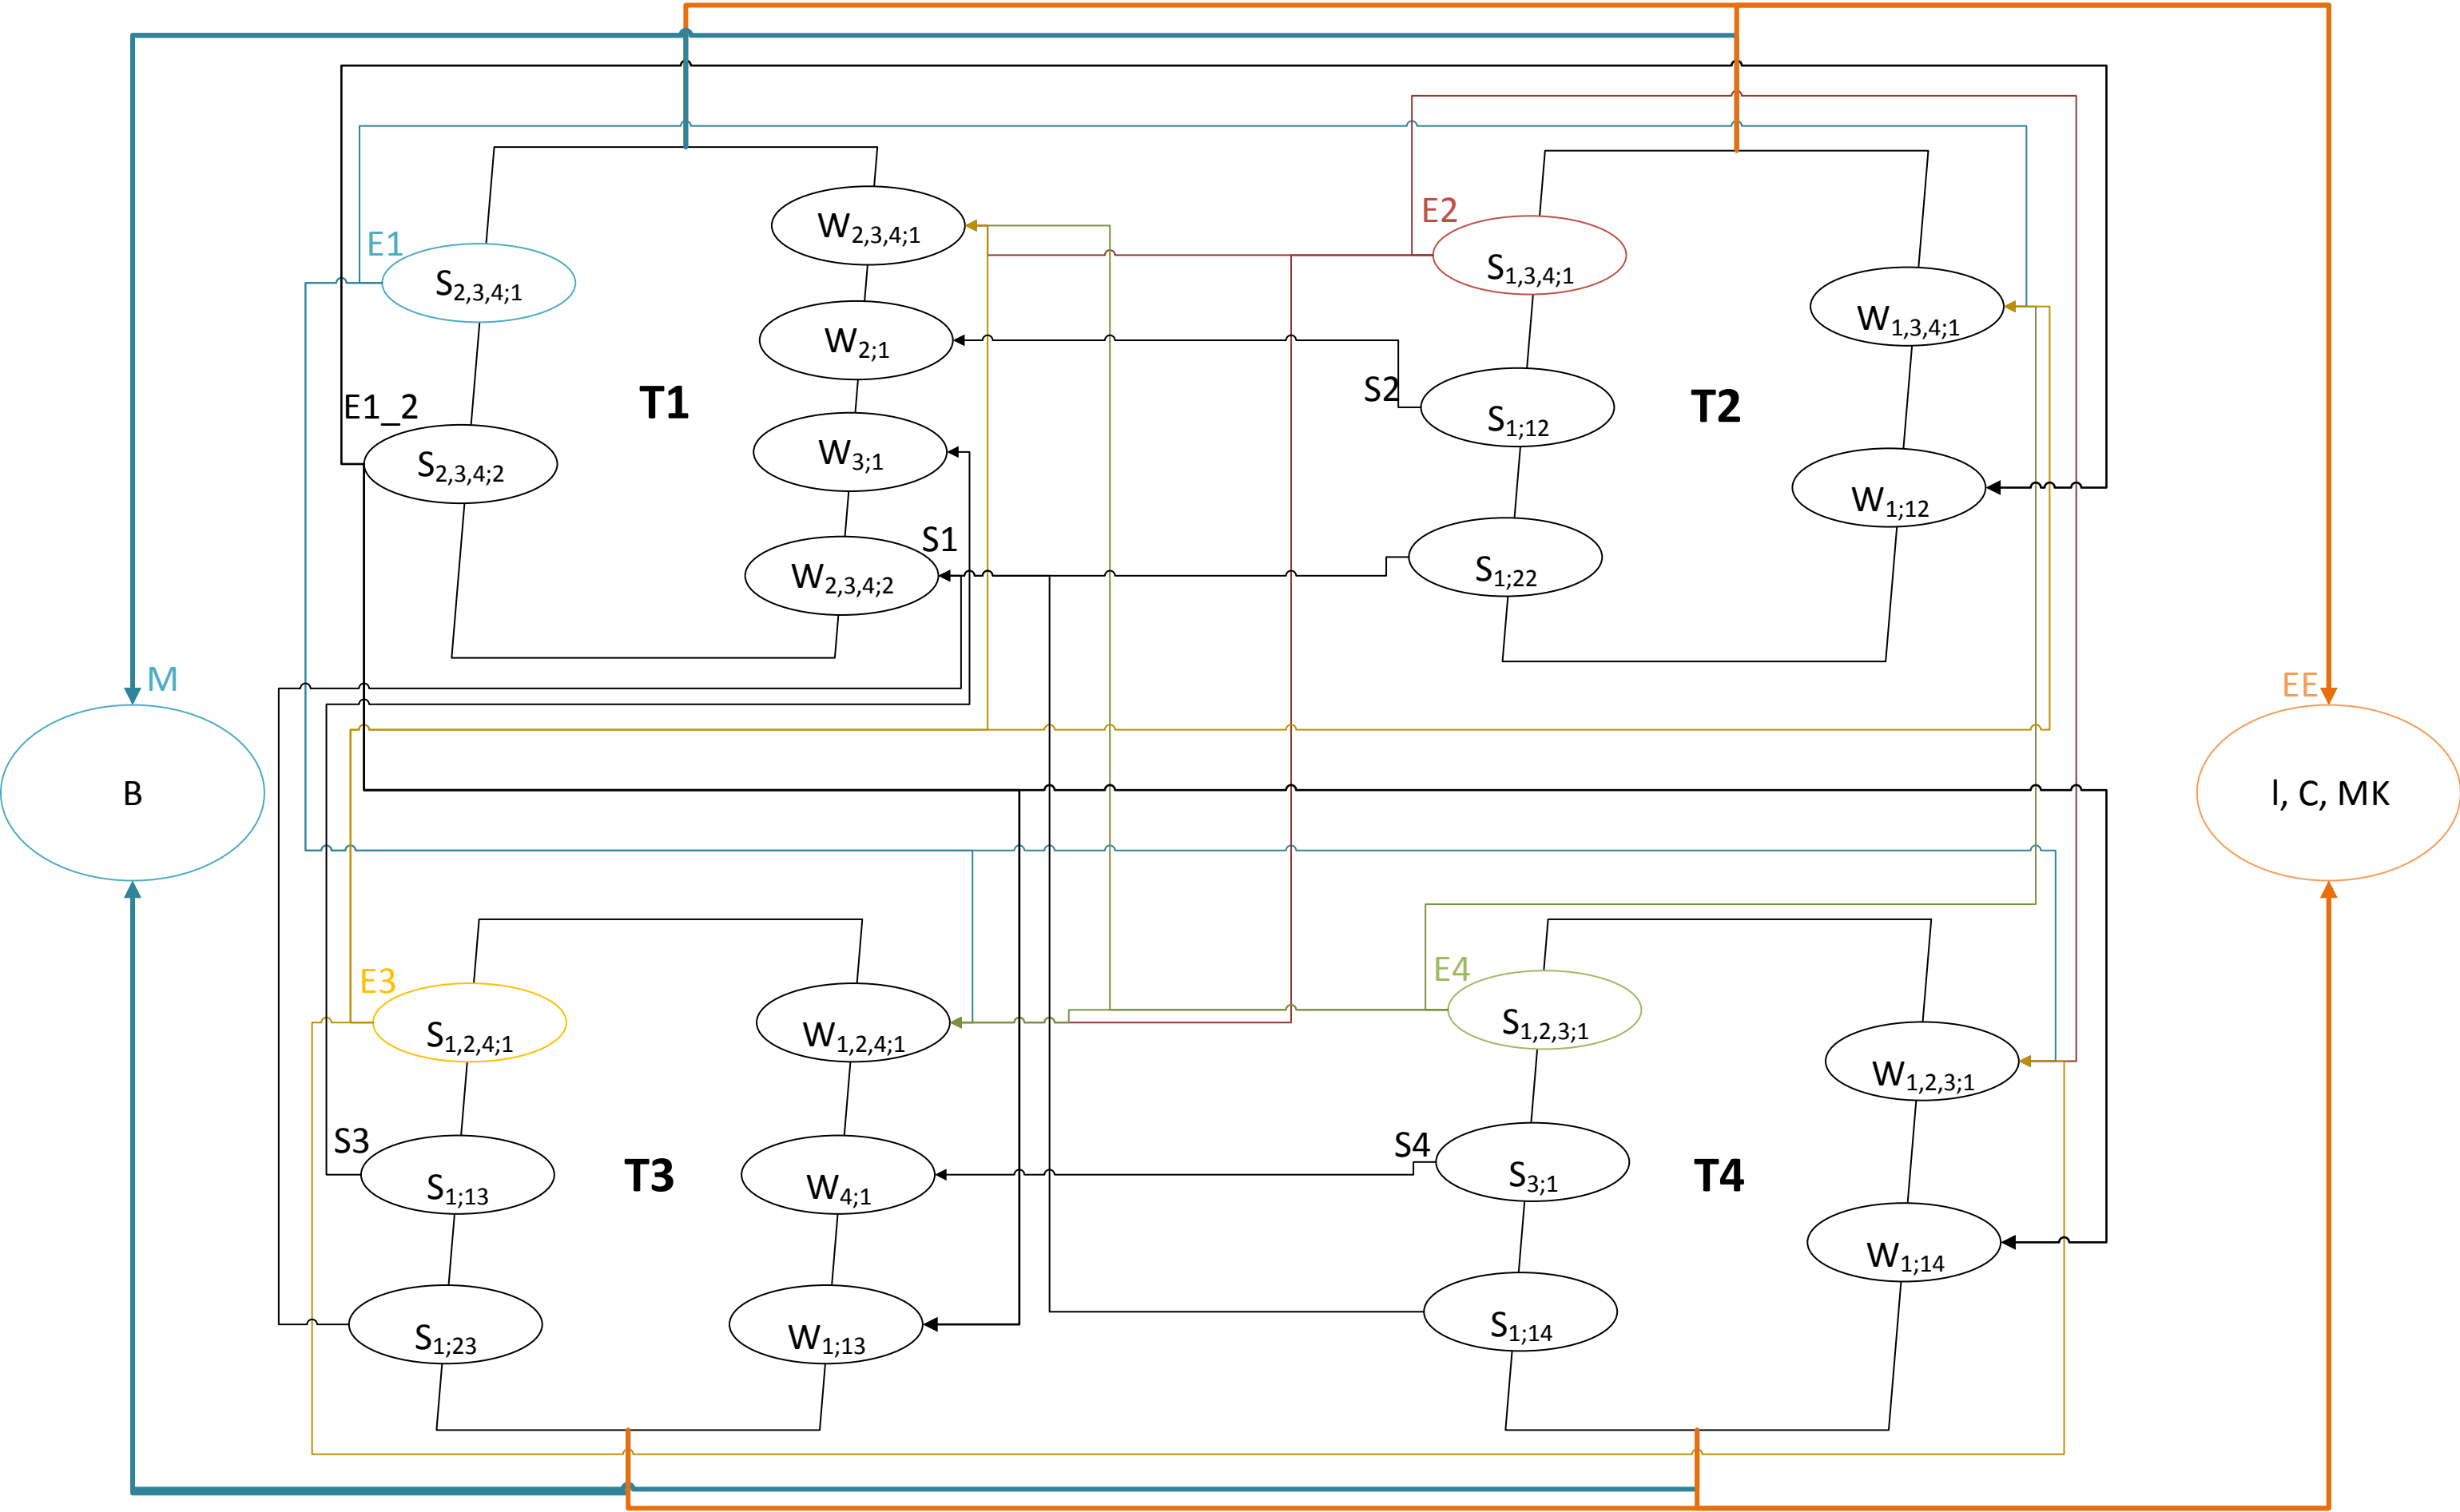 W2,3,4;1
E2
E1
S1,3,4;1
S2,3,4;1
W1,3,4;1
W2;1
S2
E1_2
T1
T2
S1;12
W3;1
S2,3,4;2
W1;12
S1
W2,3,4;2
S1;22
M
EE
B
I, C, MK
E3
E4
S1,2,4;1
W1,2,4;1
S1,2,3;1
W1,2,3;1
S3
S4
T3
T4
S1;13
W4;1
S3;1
W1;14
S1;23
W1;13
S1;14